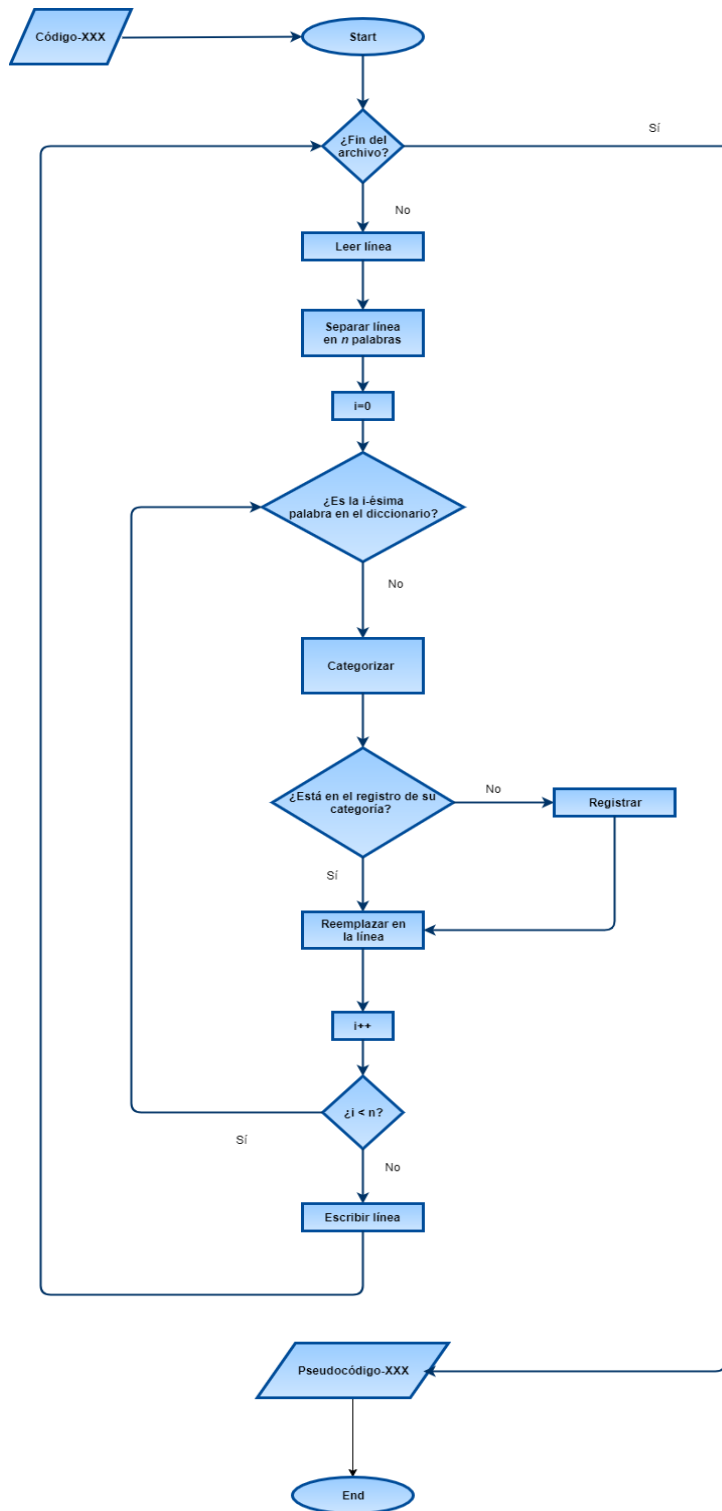 Código-XXX
Start
¿Fin del
archivo?
Sí
No
Leer línea
Separar línea
en n palabras
i=0
¿Es la i-ésima
palabra en el diccionario?
No
Categorizar
¿Está en el registro de su
categoría?
No
Registrar
Sí
Reemplazar en
la línea
i++
¿i < n?
Sí
No
Escribir línea
Pseudocódigo-XXX
End